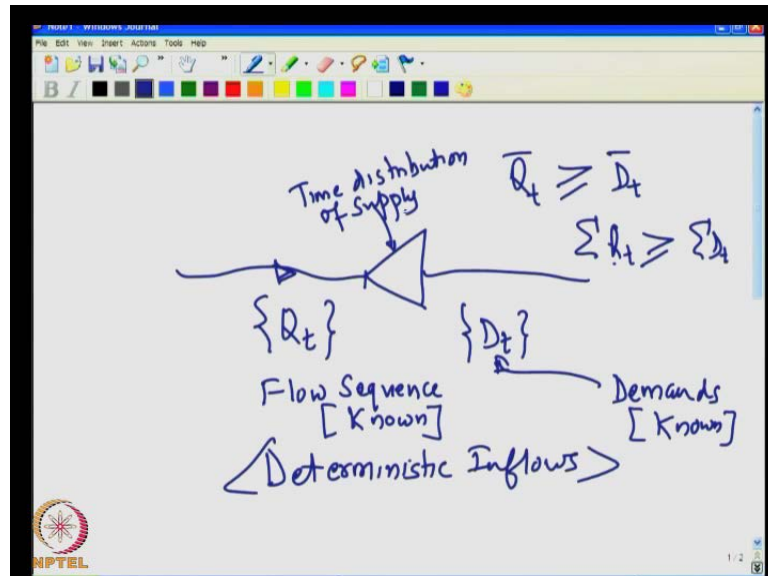 Note1 - Windows Journal
File Edit View Insert Actions Tools Help
B I
Time distribution
of supply
Q̄t ⩾ D̄t
ΣRt ⩾ ΣDt
{Qt}
{Dt}
Flow Sequence
[Known]
Demands
[Known]
<Deterministic Inflows>
NPTEL
1/2